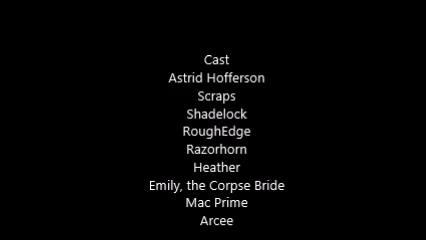 Cast
Astrid Hofferson
Scraps
Shadelock
RoughEdge
Razorhorn
Heather
Emily, the Corpse Bride
Mac Prime
Arcee